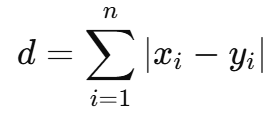 d = \sum_{i=1}^{n} |x_i - y_i|